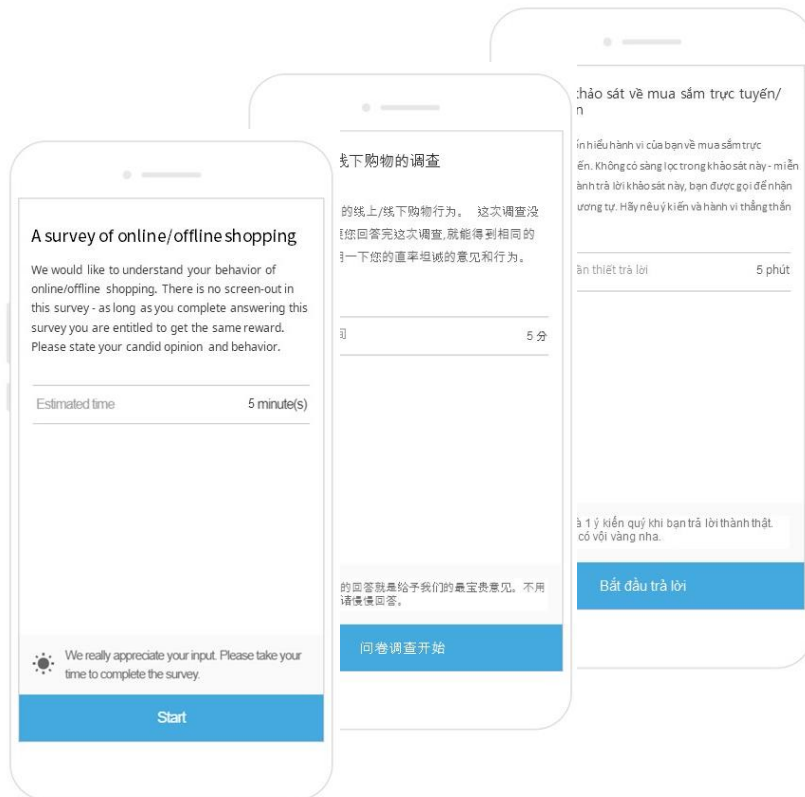 A survey of online/offline shopping
We would like to understand your behavior of
online/offline shopping. There is no screen-out in
this survey - as long as you complete answering this
survey you are entitled to get the same reward.
Please state your candid opinion and behavior.
Estimated time 5 minute(s)
We really appreciate your input. Please take your
time to complete the survey.
Start
线下购物的调查
的线上/线下购物行为。 这次调查没
您回答完这次调查,就能得到相同的
一下您的直率坦诚的意见和行为。
5 分
的回答就是给予我们的最宝贵意见。不用
请慢慢回答。
问卷调查开始
khảo sát về mua sắm trực tuyến/
n
hiểu hành vi của bạn về mua sắm trực
ến. Không có sàng lọc trong khảo sát này - miễn
ành trả lời khảo sát này, bạn được gọi để nhận
ương tự. Hãy nêu ý kiến và hành vi thẳng thắn
ần thiết trả lời 5 phút
à 1 ý kiến quý khi bạn trả lời thành thật.
có vội vàng nha.
Bắt đầu trả lời